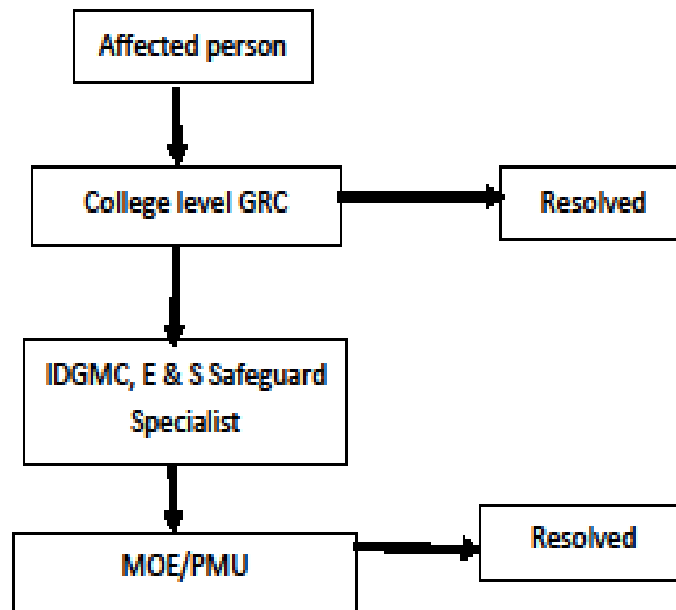 Affected person
College level GRC
Resolved
IDGMC, E & S Safeguard
Specialist
MOE/PMU
Resolved